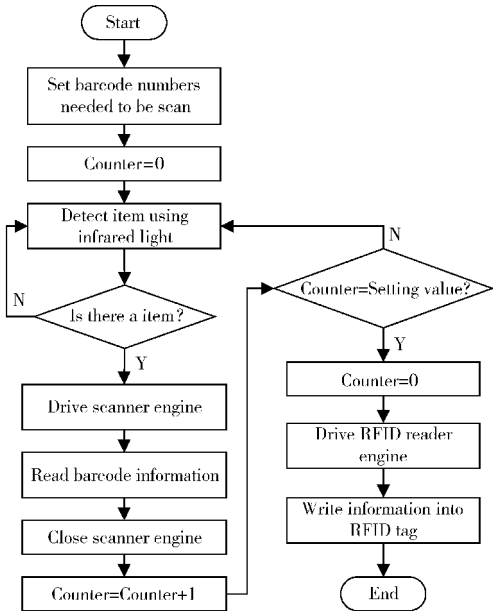 Start
Set barcode numbers
needed to be scan
Counter=0
Detect item using
infrared light
N
Is there a item?
Y
Drive scanner engine
Read barcode information
Close scanner engine
Counter=Counter+1
N
Counter=Setting value?
Y
Counter=0
Drive RFID reader
engine
Write information into
RFID tag
End